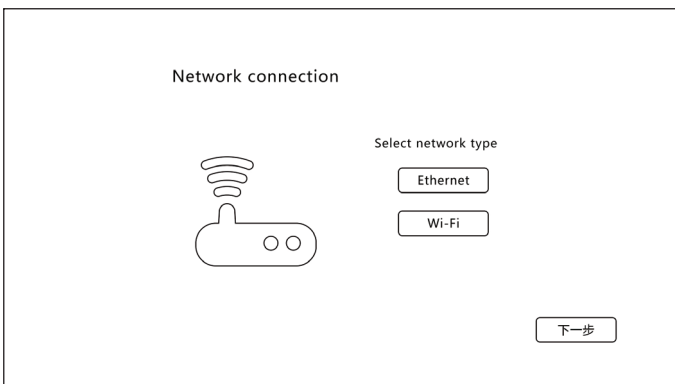 Network connection
Select network type
Ethernet
Wi-Fi
下一步